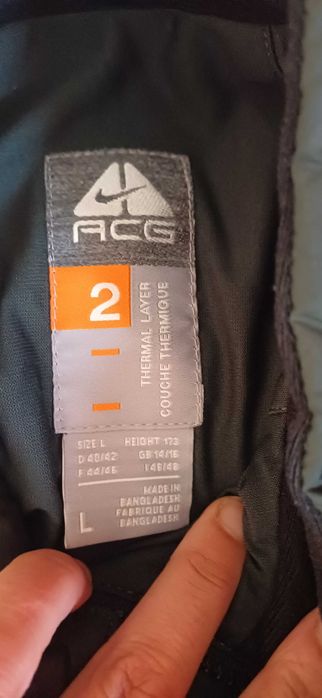 ACG
2
THERMAL LAYER
COUCHE THERMIQUE
SIZE L HEIGHT 173
D 40/42 GB 14/16
F 44/46 I 46/48
L
MADE IN
BANGLADESH
FABRIQUE AU
BANGLADESH